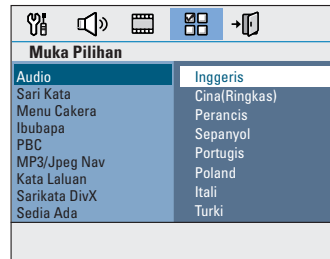 Muka Pilihan
Audio
Sari Kata
Menu Cakera
Ibubapa
PBC
MP3/Jpeg Nav
Kata Laluan
Sarikata DivX
Sedia Ada
Inggeris
Cina(Ringkas)
Perancis
Sepanyol
Portugis
Poland
Itali
Turki